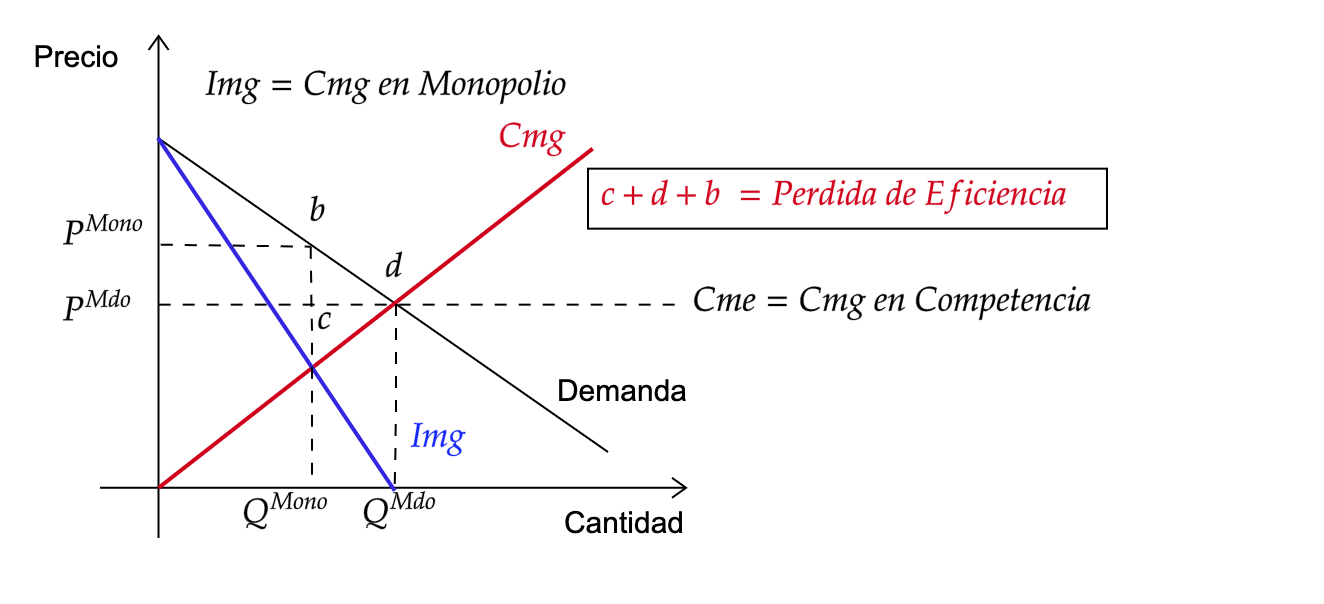 Precio
Img = Cmg en Monopolio
Cmg
c + d + b = Perdida de Eficiencia
b
P^Mono
d
P^Mdo
Cme = Cmg en Competencia
c
Demanda
Img
Q^Mono
Q^Mdo
Cantidad